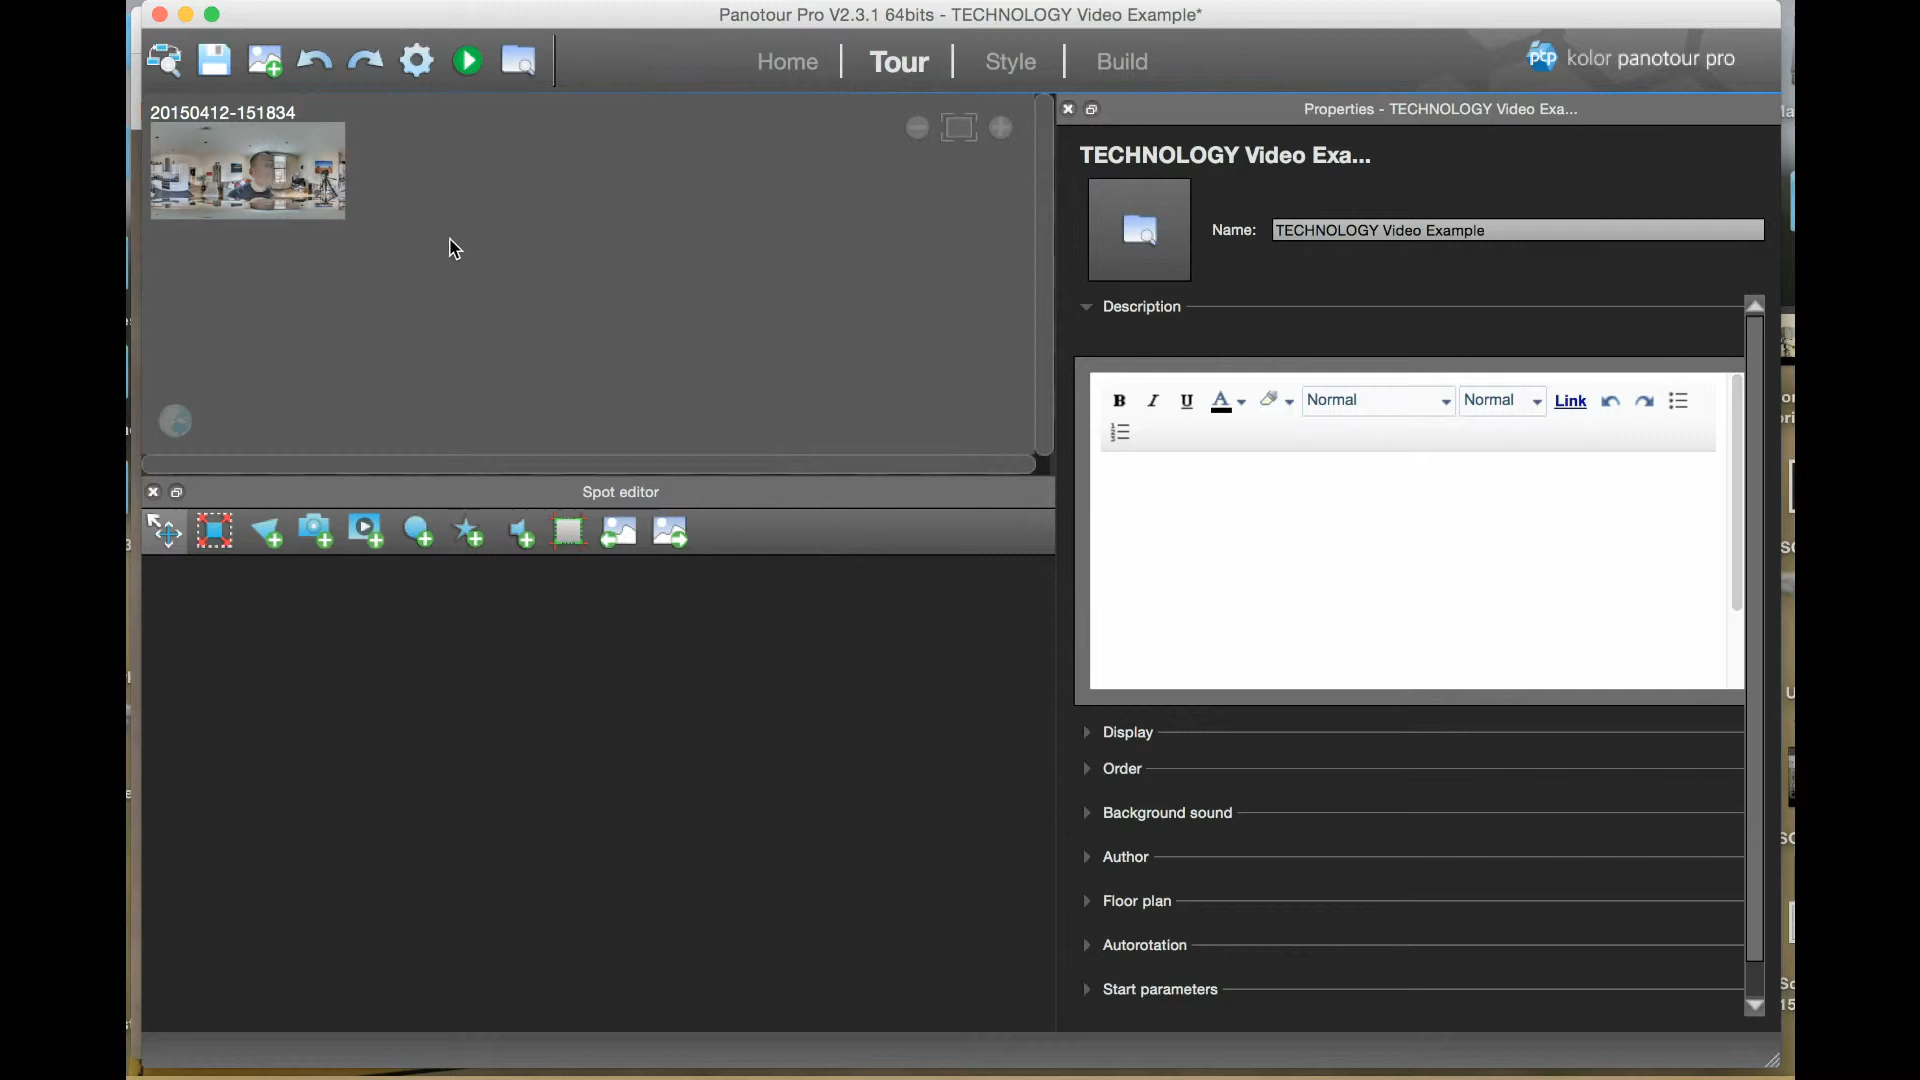 Panotour Pro V2.3.1 64bits - TECHNOLOGY Video Example*
Home
Tour
Style
Build
ptp kolor panotour pro
20150412-151834
Properties - TECHNOLOGY Video Exa...
TECHNOLOGY Video Exa...
Name: TECHNOLOGY Video Example
Description
B I U A Normal Normal Link
Spot editor
Display
Order
Background sound
Author
Floor plan
Autorotation
Start parameters